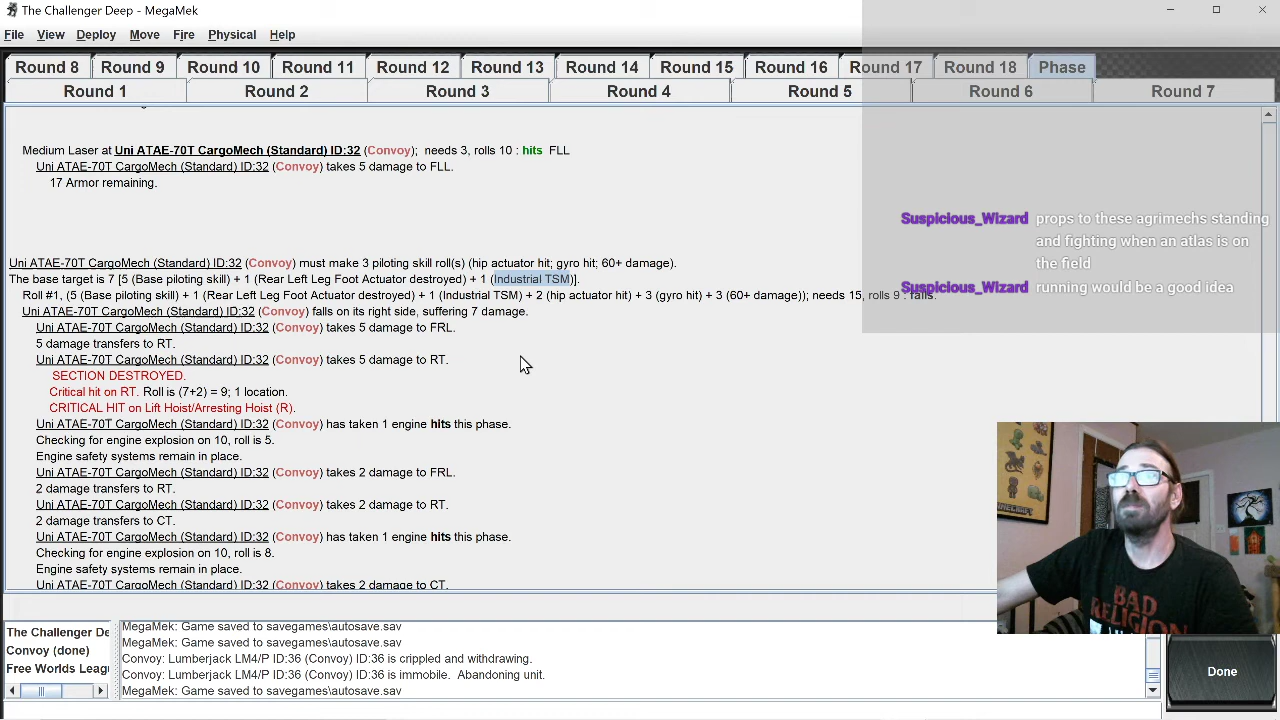 The Challenger Deep - MegaMek
File View Deploy Move Fire Physical Help
Round 8 Round 9 Round 10 Round 11 Round 12 Round 13 Round 14 Round 15 Round 16 Round 17 Round 18 Phase
Round 1 Round 2 Round 3 Round 4 Round 5 Round 6 Round 7
Medium Laser at Uni ATAE-70T CargoMech (Standard) ID:32 (Convoy); needs 3, rolls 10 : hits FLL
Uni ATAE-70T CargoMech (Standard) ID:32 (Convoy) takes 5 damage to FLL.
17 Armor remaining.
Uni ATAE-70T CargoMech (Standard) ID:32 (Convoy) must make 3 piloting skill roll(s) (hip actuator hit; gyro hit; 60+ damage).
The base target is 7 [5 (Base piloting skill) + 1 (Rear Left Leg Foot Actuator destroyed) + 1 (Industrial TSM)].
Roll #1, (5 (Base piloting skill) + 1 (Rear Left Leg Foot Actuator destroyed) + 1 (Industrial TSM) + 2 (hip actuator hit) + 3 (gyro hit) + 3 (60+ damage)); needs 15, rolls 9 : falls.
Uni ATAE-70T CargoMech (Standard) ID:32 (Convoy) falls on its right side, suffering 7 damage.
Uni ATAE-70T CargoMech (Standard) ID:32 (Convoy) takes 5 damage to FRL.
5 damage transfers to RT.
Uni ATAE-70T CargoMech (Standard) ID:32 (Convoy) takes 5 damage to RT.
SECTION DESTROYED.
Critical hit on RT. Roll is (7+2) = 9; 1 location.
CRITICAL HIT on Lift Hoist/Arresting Hoist (R).
Uni ATAE-70T CargoMech (Standard) ID:32 (Convoy) has taken 1 engine hits this phase.
Checking for engine explosion on 10, roll is 5.
Engine safety systems remain in place.
Uni ATAE-70T CargoMech (Standard) ID:32 (Convoy) takes 2 damage to FRL.
2 damage transfers to RT.
Uni ATAE-70T CargoMech (Standard) ID:32 (Convoy) takes 2 damage to RT.
2 damage transfers to CT.
Uni ATAE-70T CargoMech (Standard) ID:32 (Convoy) has taken 1 engine hits this phase.
Checking for engine explosion on 10, roll is 8.
Engine safety systems remain in place.
Uni ATAE-70T CargoMech (Standard) ID:32 (Convoy) takes 2 damage to CT.
Suspicious_Wizard props to these agrimechs standing
and fighting when an atlas is on
the field
Suspicious_Wizard running would be a good idea
BAD
RELIGION
The Challenger De
Convoy (done)
Free Worlds Leag
MegaMek: Game saved to savegames\autosave.sav
MegaMek: Game saved to savegames\autosave.sav
Convoy: Lumberjack LM4/P ID:36 (Convoy) ID:36 is crippled and withdrawing.
Convoy: Lumberjack LM4/P ID:36 (Convoy) ID:36 is immobile. Abandoning unit.
MegaMek: Game saved to savegames\autosave.sav
Done